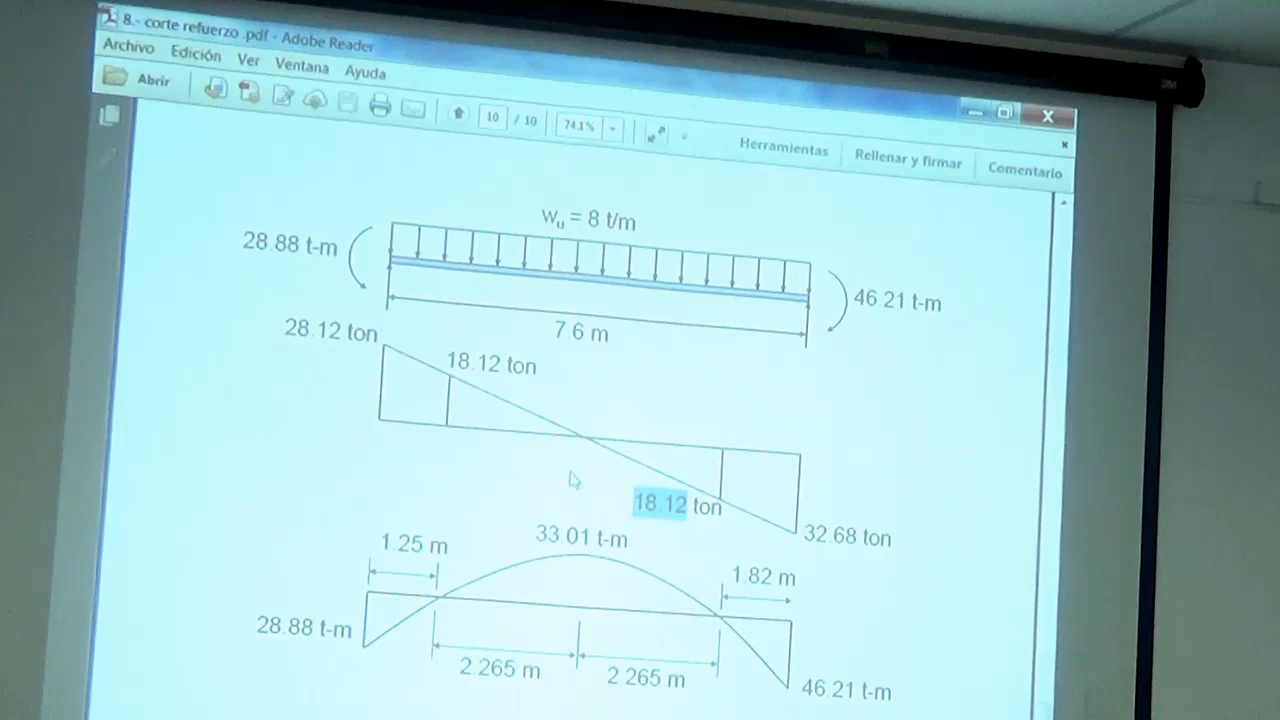 8.- corte refuerzo .pdf - Adobe Reader
Archivo Edición Ver Ventana Ayuda
Abrir
10 / 10
74.1%
Herramientas Rellenar y firmar Comentario
Wu = 8 t/m
28.88 t-m
46.21 t-m
7.6 m
28.12 ton
18.12 ton
18.12 ton
32.68 ton
33.01 t-m
1.25 m
1.82 m
28.88 t-m
2.265 m
2.265 m
46.21 t-m